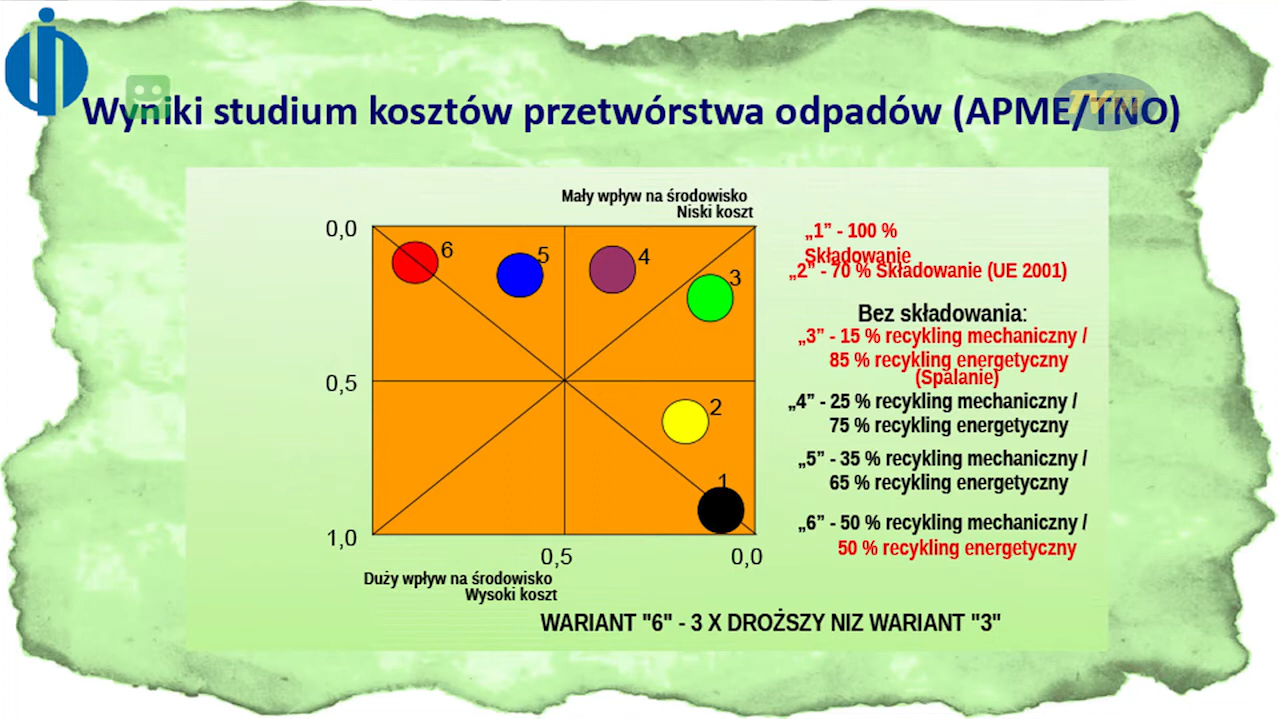 Wyniki studium kosztów przetwórstwa odpadów (APME/TNO)
Mały wpływ na środowisko
Niski koszt
0,0
0,5
1,0
6
5
4
3
2
1
0,5
0,0
Duży wpływ na środowisko
Wysoki koszt
„1” - 100 %
Składowanie
„2” - 70 % Składowanie (UE 2001)
Bez składowania:
„3” - 15 % recykling mechaniczny /
85 % recykling energetyczny
(Spalanie)
„4” - 25 % recykling mechaniczny /
75 % recykling energetyczny
„5” - 35 % recykling mechaniczny /
65 % recykling energetyczny
„6” - 50 % recykling mechaniczny /
50 % recykling energetyczny
WARIANT "6" - 3 X DROŻSZY NIZ WARIANT "3"